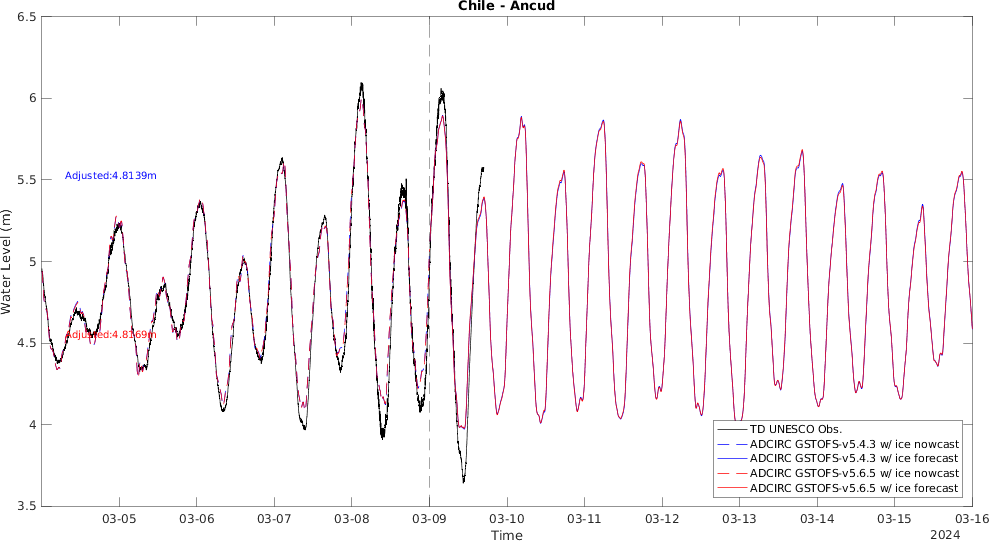 Chile - Ancud
6.5
6
5.5
5
4.5
4
3.5
Water Level (m)
Adjusted:4.8139m
Adjusted:4.8169m
TD UNESCO Obs.
ADCIRC GSTOFS-v5.4.3 w/ ice nowcast
ADCIRC GSTOFS-v5.4.3 w/ ice forecast
ADCIRC GSTOFS-v5.6.5 w/ ice nowcast
ADCIRC GSTOFS-v5.6.5 w/ ice forecast
03-05 03-06 03-07 03-08 03-09 03-10 03-11 03-12 03-13 03-14 03-15 03-16
Time
2024